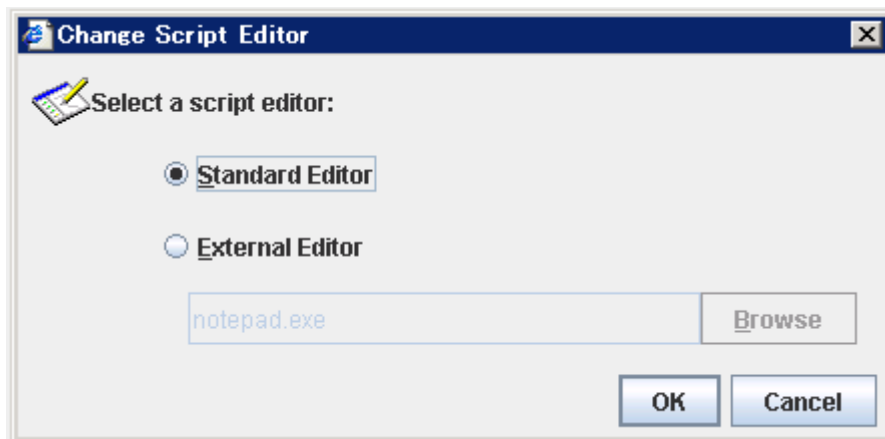 Change Script Editor
Select a script editor:
Standard Editor
External Editor
notepad.exe
Browse
OK
Cancel